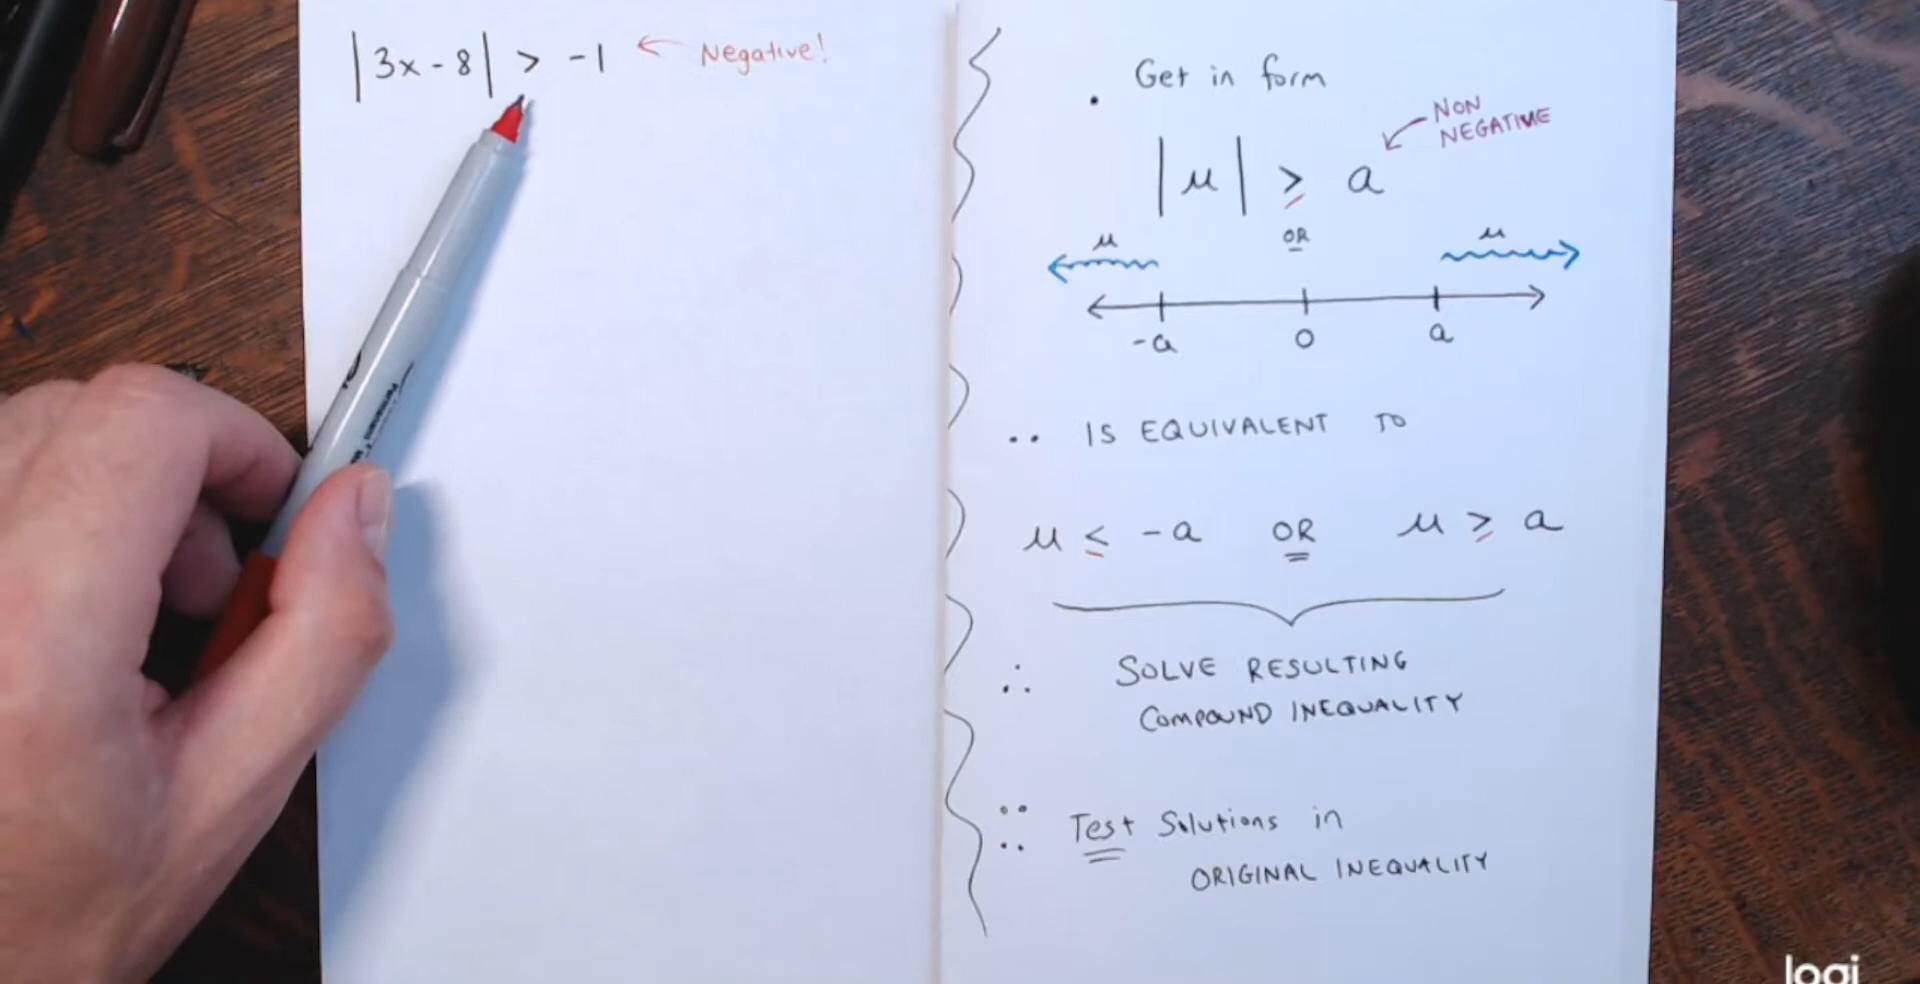 |3x - 8| > -1 ← Negative!
• Get in form
NON
NEGATIVE
|μ| ≥ a
μ OR μ
-a 0 a
•• IS EQUIVALENT TO
μ ≤ -a OR μ ≥ a
∴ SOLVE RESULTING
COMPOUND INEQUALITY
:: Test Solutions in
ORIGINAL INEQUALITY
logi